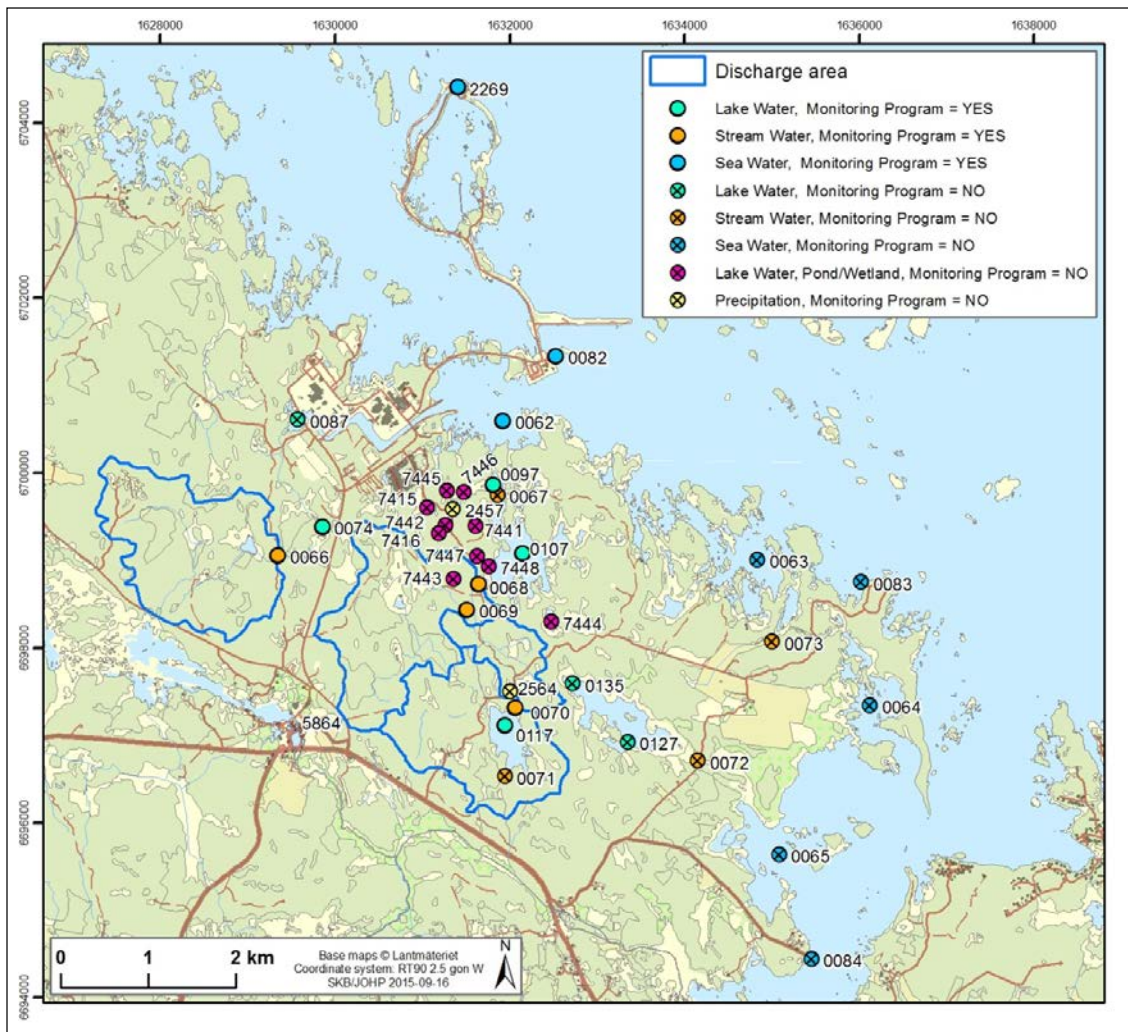 1628000 1630000 1632000 1634000 1636000 1638000
6704000
6702000
6700000
6698000
6696000
6694000
Discharge area
Lake Water, Monitoring Program = YES
Stream Water, Monitoring Program = YES
Sea Water, Monitoring Program = YES
Lake Water, Monitoring Program = NO
Stream Water, Monitoring Program = NO
Sea Water, Monitoring Program = NO
Lake Water, Pond/Wetland, Monitoring Program = NO
Precipitation, Monitoring Program = NO
2269
0082
0062
0087
7446
0097
7445
0067
7415
2457
7442
7441
0074
7416
0107
0066
7447
7448
0063
7443
0068
0083
0069
7444
0073
2564
0135
0064
0070
5864
0117
0127
0072
0071
0065
0084
0 1 2 km
Base maps © Lantmäteriet
Coordinate system: RT90 2.5 gon W
SKB/JOHP 2015-09-16
N